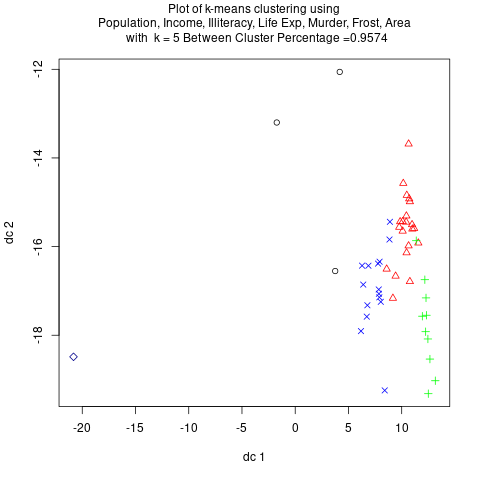 Plot of k-means clustering using
Population, Income, Illiteracy, Life Exp, Murder, Frost, Area
with k = 5 Between Cluster Percentage =0.9574
-12
-14
-16
-18
dc 2
-20
-15
-10
-5
0
5
10
dc 1